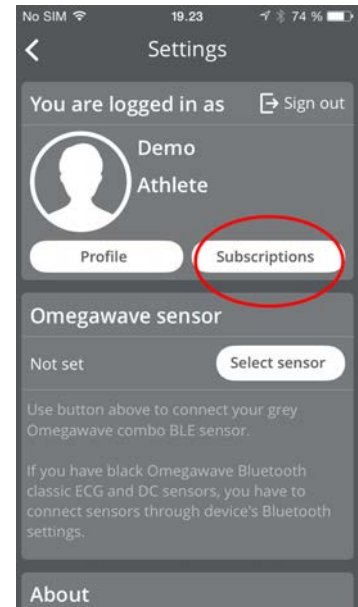 No SIM 19.23 74 %
Settings
You are logged in as Sign out
Demo
Athlete
Profile Subscriptions
Omegawave sensor
Not set Select sensor
Use button above to connect your grey
Omegawave combo BLE sensor.
If you have black Omegawave Bluetooth
classic ECG and DC sensors, you have to
connect sensors through device's Bluetooth
settings.
About